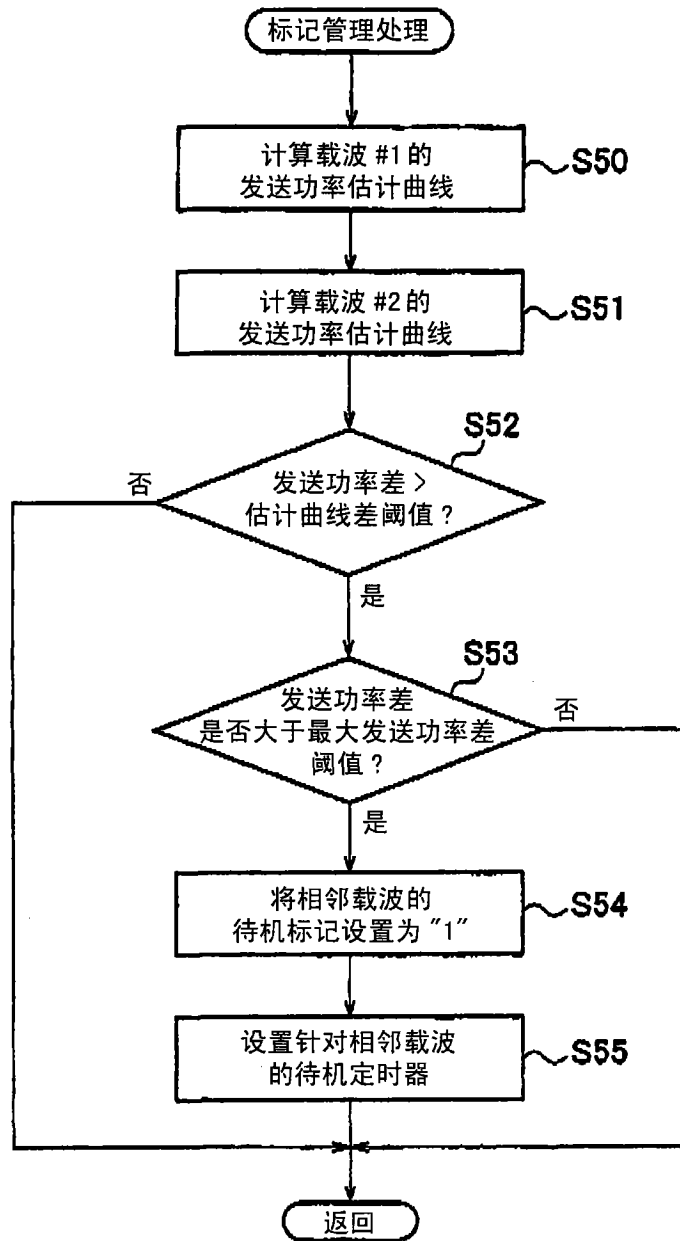 标记管理处理
计算载波 #1的
发送功率估计曲线
S50
计算载波 #2的
发送功率估计曲线
S51
S52
否
发送功率差 >
估计曲线差阈值?
是
S53
发送功率差
是否大于最大发送功率差
阈值?
否
是
将相邻载波的
待机标记设置为 "1"
S54
设置针对相邻载波
的待机定时器
S55
返回